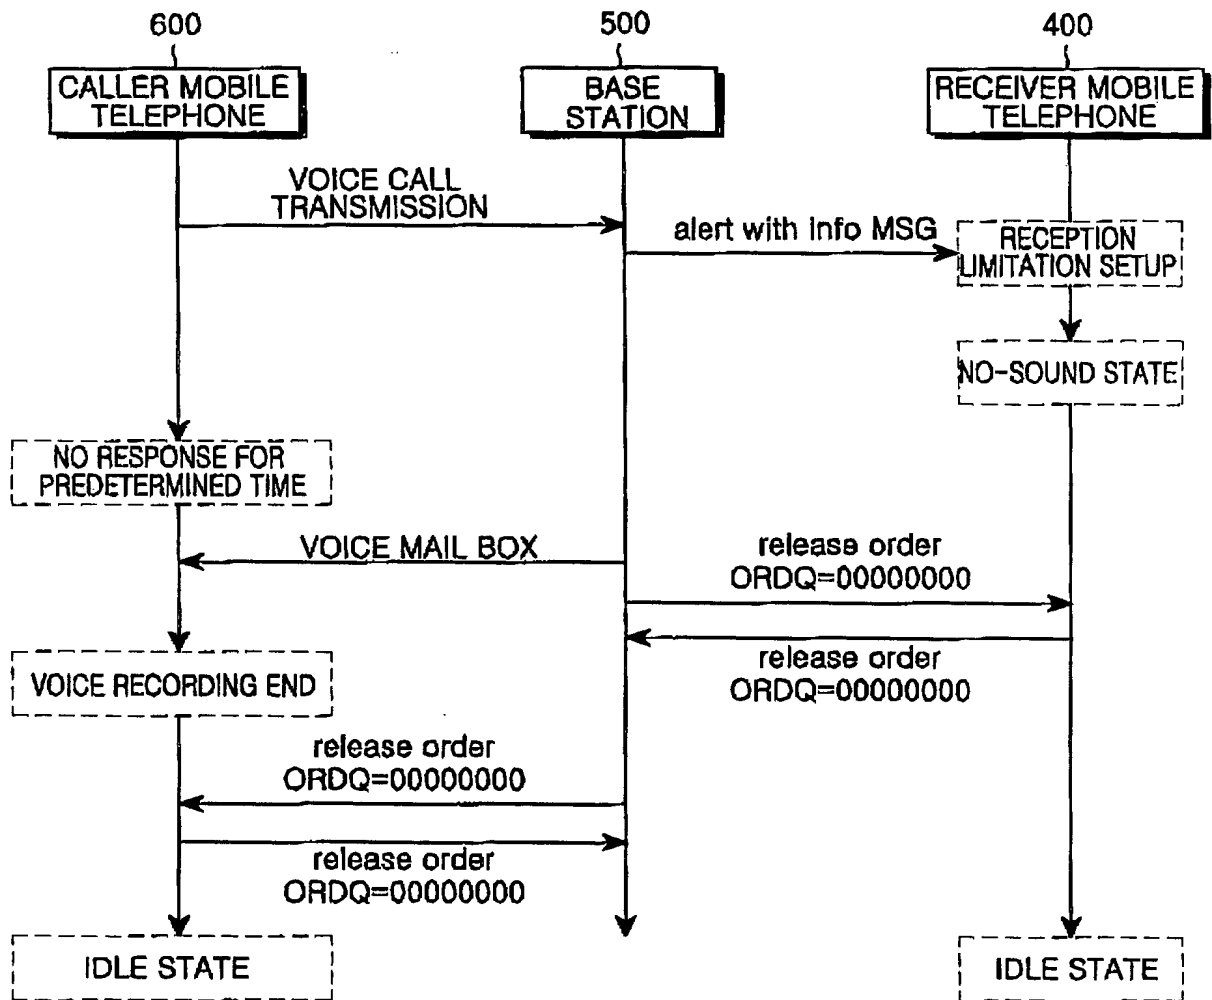 600
500
400
CALLER MOBILE
TELEPHONE
BASE
STATION
RECEIVER MOBILE
TELEPHONE
VOICE CALL
TRANSMISSION
alert with info MSG
RECEPTION
LIMITATION SETUP
NO-SOUND STATE
NO RESPONSE FOR
PREDETERMINED TIME
VOICE MAIL BOX
release order
ORDQ=00000000
release order
ORDQ=00000000
VOICE RECORDING END
release order
ORDQ=00000000
release order
ORDQ=00000000
IDLE STATE
IDLE STATE